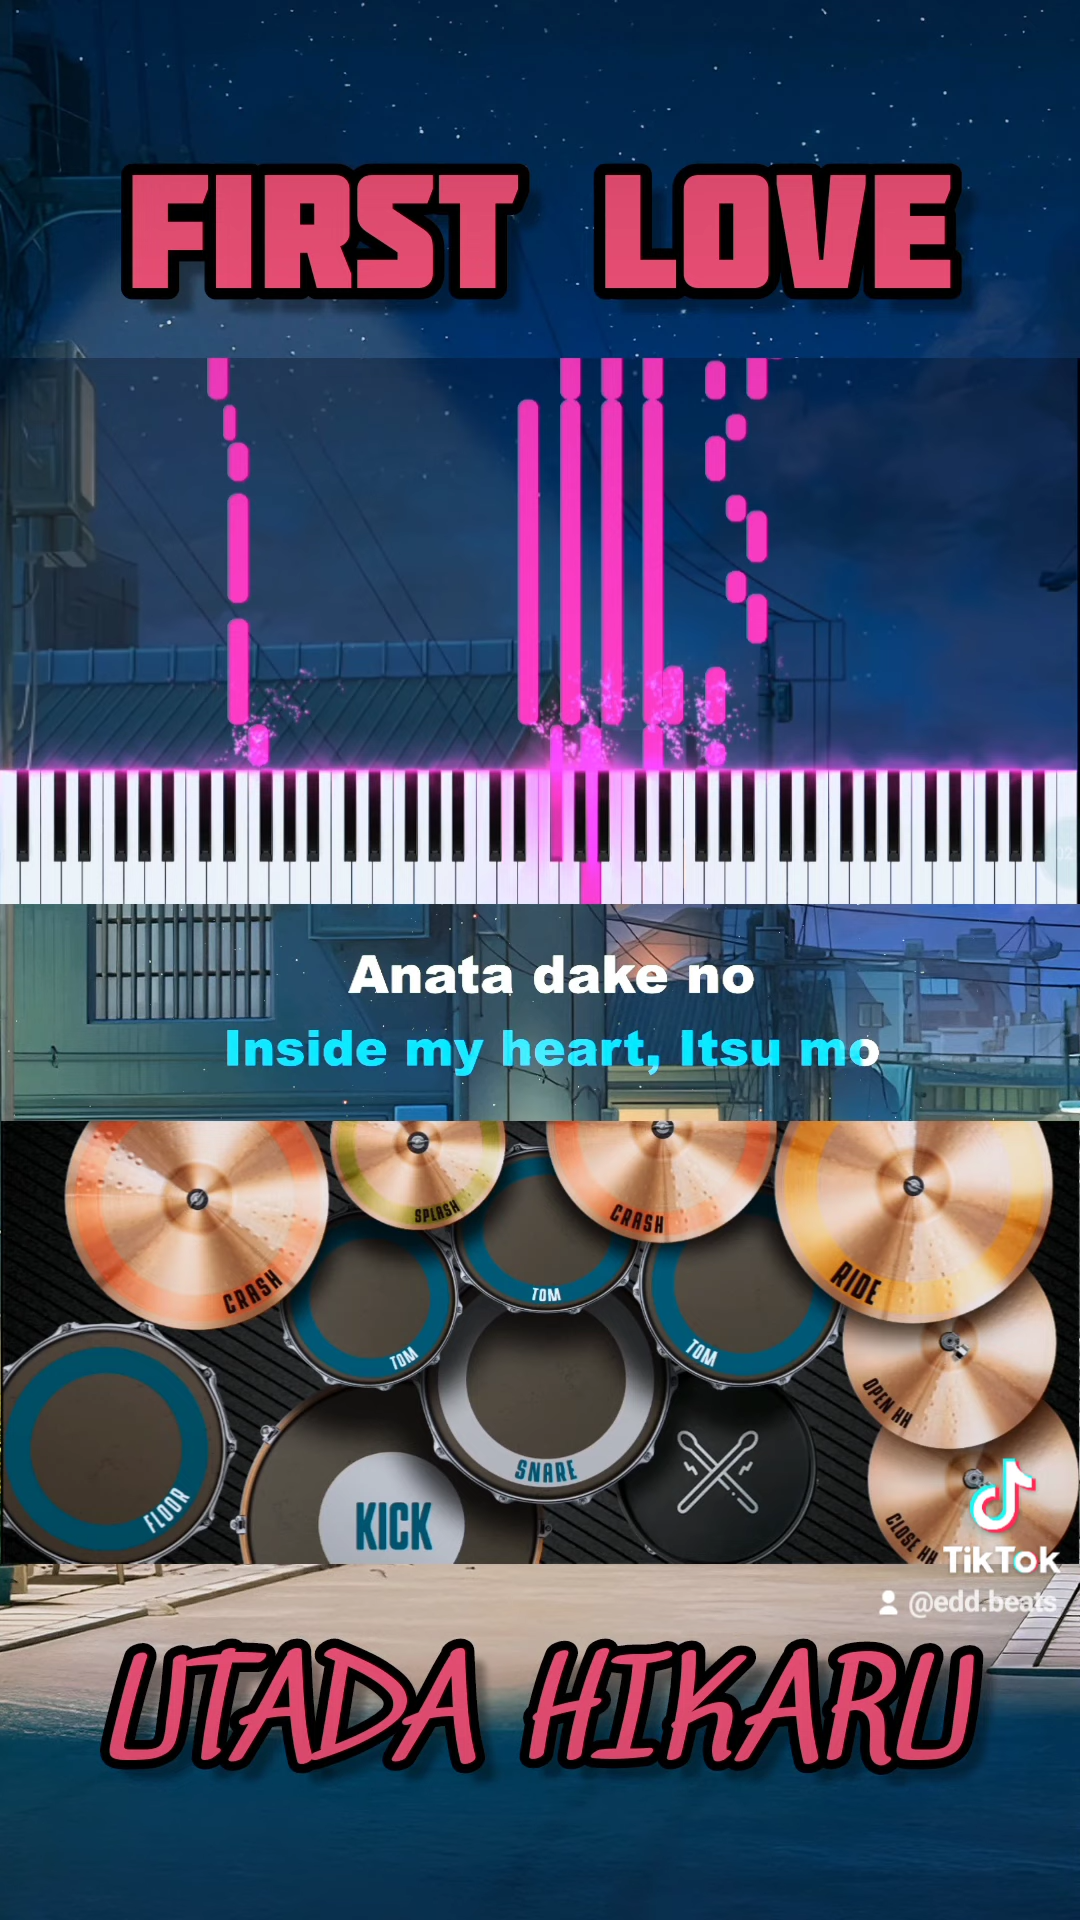 FIRST LOVE
Anata dake no
Inside my heart, Itsu mo
CRASH
SPLASH
CRASH
RIDE
TOM
TOM
TOM
OPEN HH
SNARE
FLOOR
KICK
CLOSE HH
TikTok
@edd.beats
UTADA HIKARU